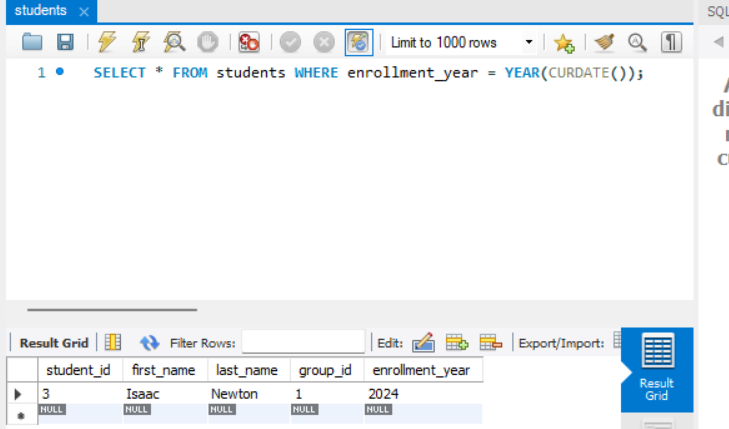 students
SQL
Limit to 1000 rows
1 SELECT * FROM students WHERE enrollment_year = YEAR(CURDATE());
Result Grid Filter Rows: Edit: Export/Import:
student_id first_name last_name group_id enrollment_year
3 Isaac Newton 1 2024
NULL NULL NULL NULL NULL
Result
Grid